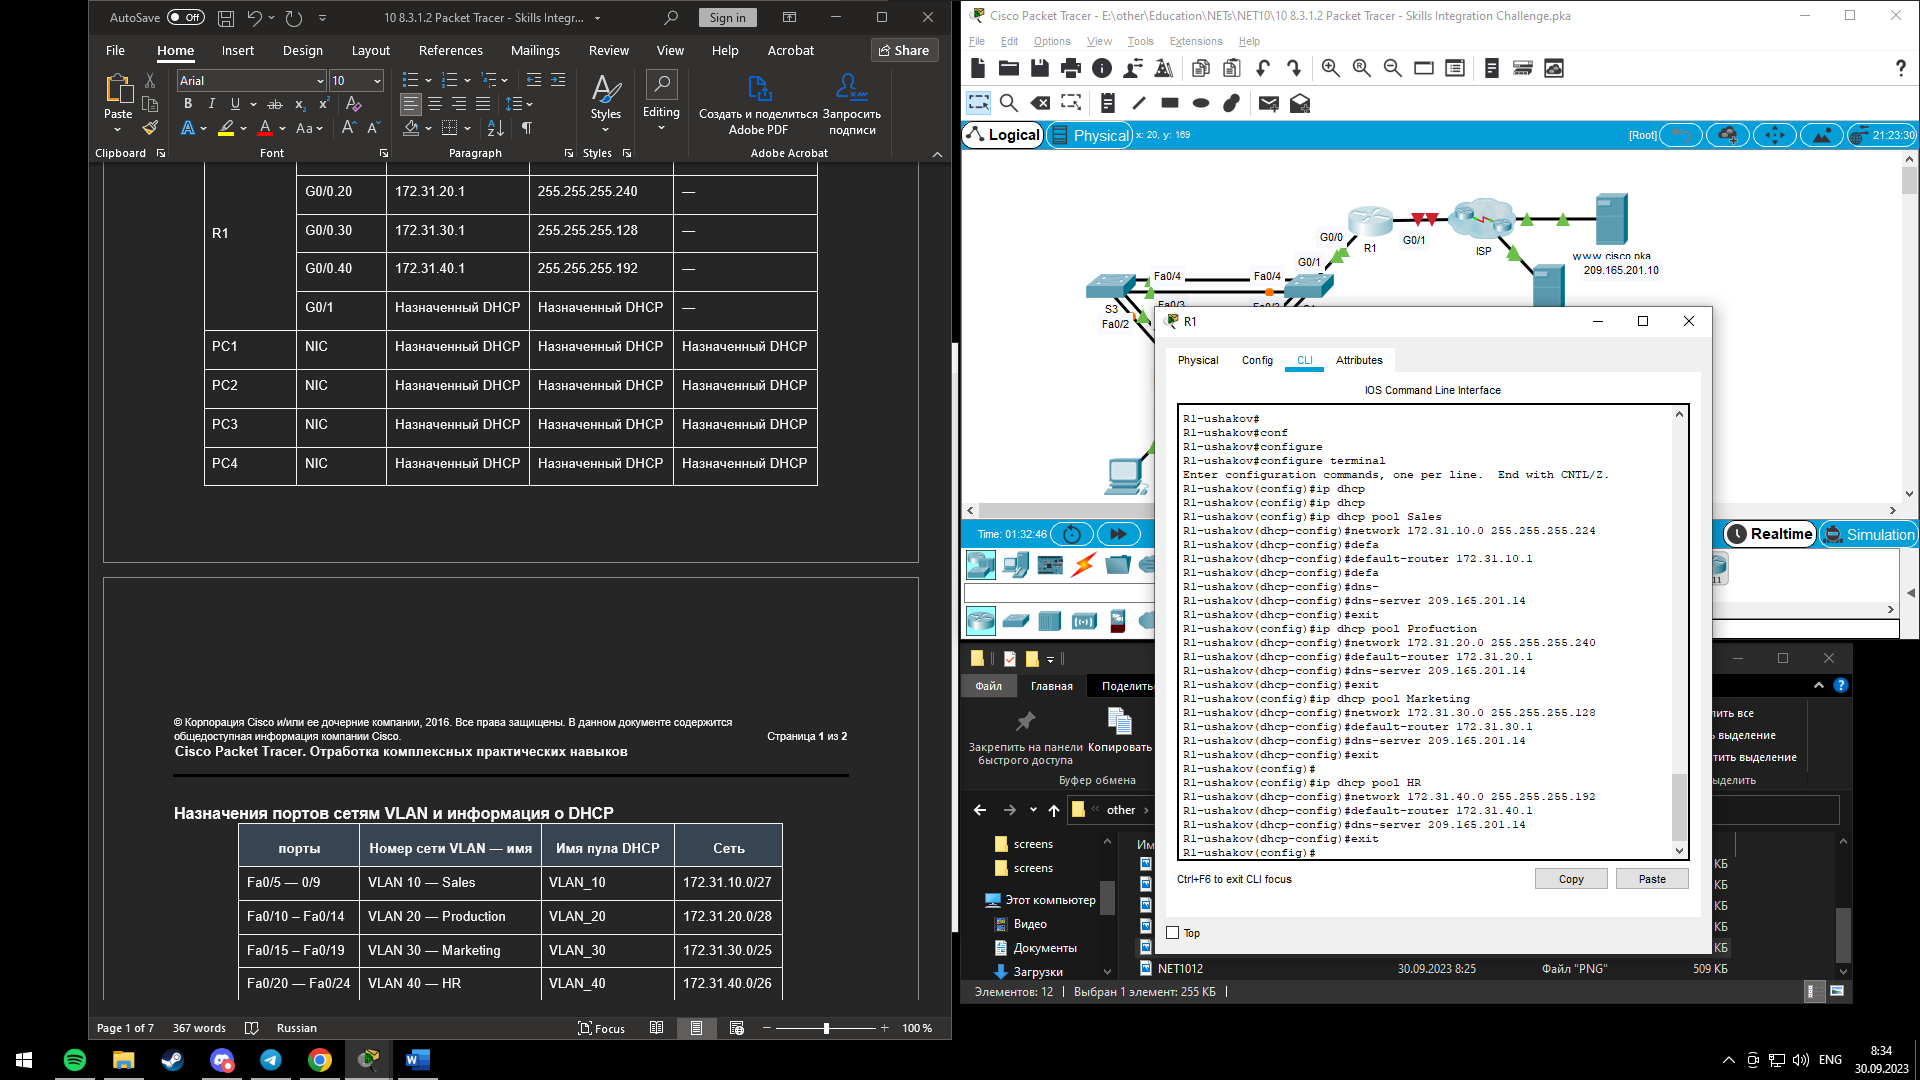 AutoSave Off 10 8.3.1.2 Packet Tracer - Skills Integr... Sign in
File Home Insert Design Layout References Mailings Review View Help Acrobat Share
Paste
Arial 10
Styles
Editing
Создать и поделиться Adobe PDF
Запросить подписи
Clipboard Font Paragraph Styles Adobe Acrobat
R1
G0/0.20 172.31.20.1 255.255.255.240 —
G0/0.30 172.31.30.1 255.255.255.128 —
G0/0.40 172.31.40.1 255.255.255.192 —
G0/1 Назначенный DHCP Назначенный DHCP —
PC1 NIC Назначенный DHCP Назначенный DHCP Назначенный DHCP
PC2 NIC Назначенный DHCP Назначенный DHCP Назначенный DHCP
PC3 NIC Назначенный DHCP Назначенный DHCP Назначенный DHCP
PC4 NIC Назначенный DHCP Назначенный DHCP Назначенный DHCP
© Корпорация Cisco и/или ее дочерние компании, 2016. Все права защищены. В данном документе содержится
общедоступная информация компании Cisco. Страница 1 из 2
Cisco Packet Tracer. Отработка комплексных практических навыков
Назначения портов сетям VLAN и информация о DHCP
порты Номер сети VLAN — имя Имя пула DHCP Сеть
Fa0/5 — 0/9 VLAN 10 — Sales VLAN_10 172.31.10.0/27
Fa0/10 – Fa0/14 VLAN 20 — Production VLAN_20 172.31.20.0/28
Fa0/15 – Fa0/19 VLAN 30 — Marketing VLAN_30 172.31.30.0/25
Fa0/20 — Fa0/24 VLAN 40 — HR VLAN_40 172.31.40.0/26
Page 1 of 7 367 words Russian Focus 100 %
Cisco Packet Tracer - E:\other\Education\NETs\NET10\10 8.3.1.2 Packet Tracer - Skills Integration Challenge.pka
File Edit Options View Tools Extensions Help
Logical Physical x: 20, y: 169 [Root] 21:23:30
G0/0
R1
G0/1
ISP
www.cisco.pka
209.165.201.10
G0/1
Fa0/4 Fa0/4
Fa0/3
S3
Fa0/2
Time: 01:32:46
Realtime Simulation
R1
Physical Config CLI Attributes
IOS Command Line Interface
R1-ushakov#
R1-ushakov#conf
R1-ushakov#configure
R1-ushakov#configure terminal
Enter configuration commands, one per line. End with CNTL/Z.
R1-ushakov(config)#ip dhcp
R1-ushakov(config)#ip dhcp
R1-ushakov(config)#ip dhcp pool Sales
R1-ushakov(dhcp-config)#network 172.31.10.0 255.255.255.224
R1-ushakov(dhcp-config)#defa
R1-ushakov(dhcp-config)#default-router 172.31.10.1
R1-ushakov(dhcp-config)#defa
R1-ushakov(dhcp-config)#dns-
R1-ushakov(dhcp-config)#dns-server 209.165.201.14
R1-ushakov(dhcp-config)#exit
R1-ushakov(config)#ip dhcp pool Profuction
R1-ushakov(dhcp-config)#network 172.31.20.0 255.255.255.240
R1-ushakov(dhcp-config)#default-router 172.31.20.1
R1-ushakov(dhcp-config)#dns-server 209.165.201.14
R1-ushakov(dhcp-config)#exit
R1-ushakov(config)#ip dhcp pool Marketing
R1-ushakov(dhcp-config)#network 172.31.30.0 255.255.255.128
R1-ushakov(dhcp-config)#default-router 172.31.30.1
R1-ushakov(dhcp-config)#dns-server 209.165.201.14
R1-ushakov(dhcp-config)#exit
R1-ushakov(config)#
R1-ushakov(config)#ip dhcp pool HR
R1-ushakov(dhcp-config)#network 172.31.40.0 255.255.255.192
R1-ushakov(dhcp-config)#default-router 172.31.40.1
R1-ushakov(dhcp-config)#dns-server 209.165.201.14
R1-ushakov(dhcp-config)#exit
R1-ushakov(config)#
Ctrl+F6 to exit CLI focus Copy Paste
Top
Файл Главная Поделить
Закрепить на панели быстрого доступа
Копировать
Буфер обмена
other
screens
screens
Этот компьютер
Видео
Документы
Загрузки
NET1012 30.09.2023 8:25 Файл "PNG" 509 КБ
Элементов: 12 Выбран 1 элемент: 255 КБ
ENG
8:34
30.09.2023